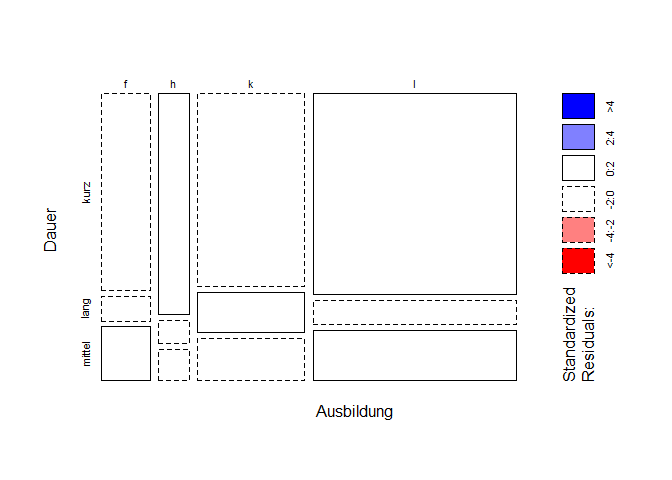 f h k l
kurz
lang
mittel
Dauer
Ausbildung
>4
2:4
0:2
-2:0
-4:-2
<-4
Standardized
Residuals: